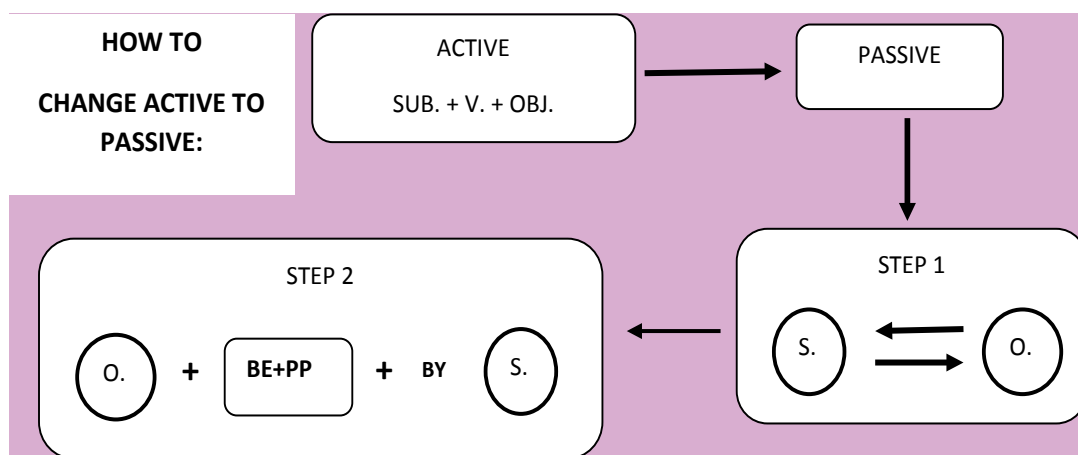 HOW TO
CHANGE ACTIVE TO
PASSIVE:
ACTIVE
SUB. + V. + OBJ.
PASSIVE
STEP 1
S.
O.
STEP 2
O. + BE+PP + BY S.